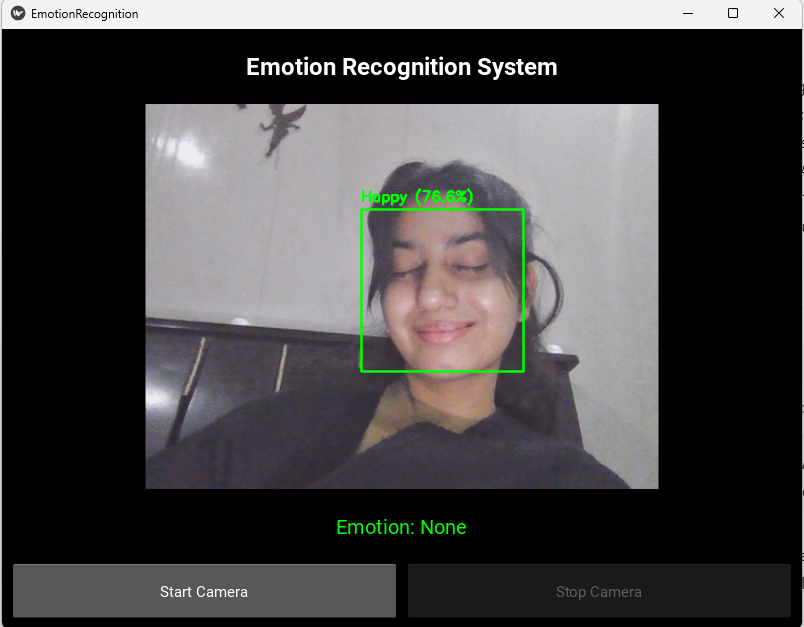 EmotionRecognition
Emotion Recognition System
Happy (76.6%)
Emotion: None
Start Camera
Stop Camera